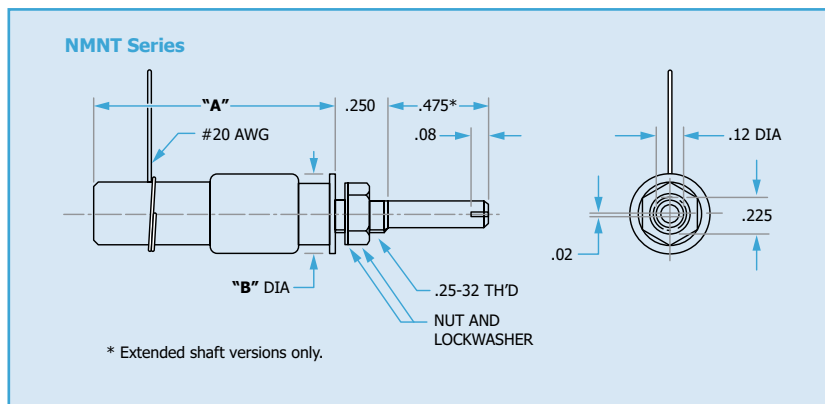 NMNT Series
"A"
.250
.475*
#20 AWG
.08
.12 DIA
.225
.02
"B" DIA
.25-32 TH'D
NUT AND
LOCKWASHER
* Extended shaft versions only.